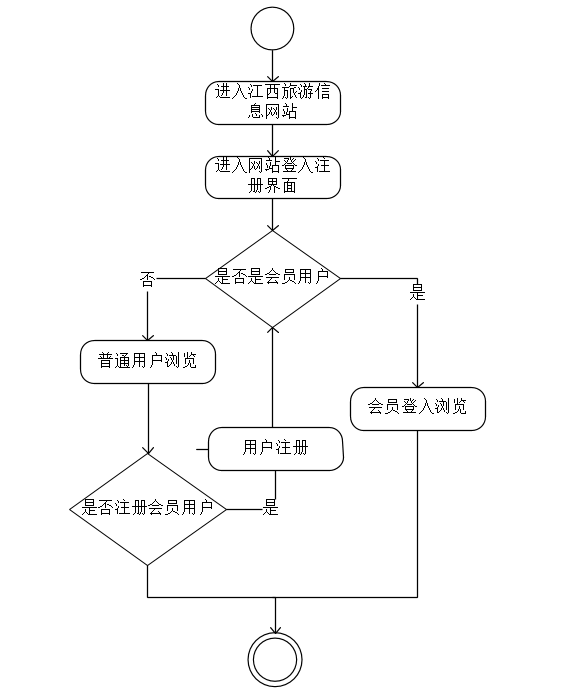 进入江西旅游信
息网站
进入网站登入注
册界面
是否是会员用户
否
是
普通用户浏览
会员登入浏览
用户注册
是否注册会员用户
是